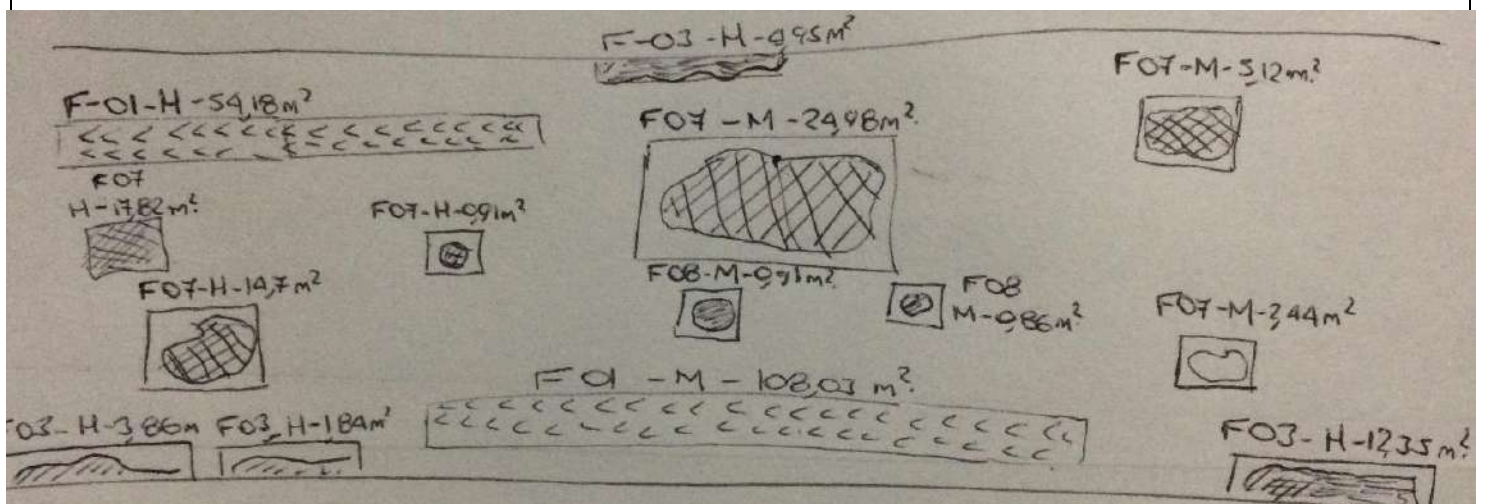 F-03-H-4,95m²
F07-M-5,12m²
F-01-H-54,18m²
F07-M-24,98m²
F07
H-17,82m²
F07-H-0,91m²
F07-H-14,7m²
F08-M-0,91m²
F08
M-0,86m²
F07-M-3,44m²
F01-M-108,03 m²
F03-H-3,86m
F03-H-1,84m²
F03-H-12,35m²